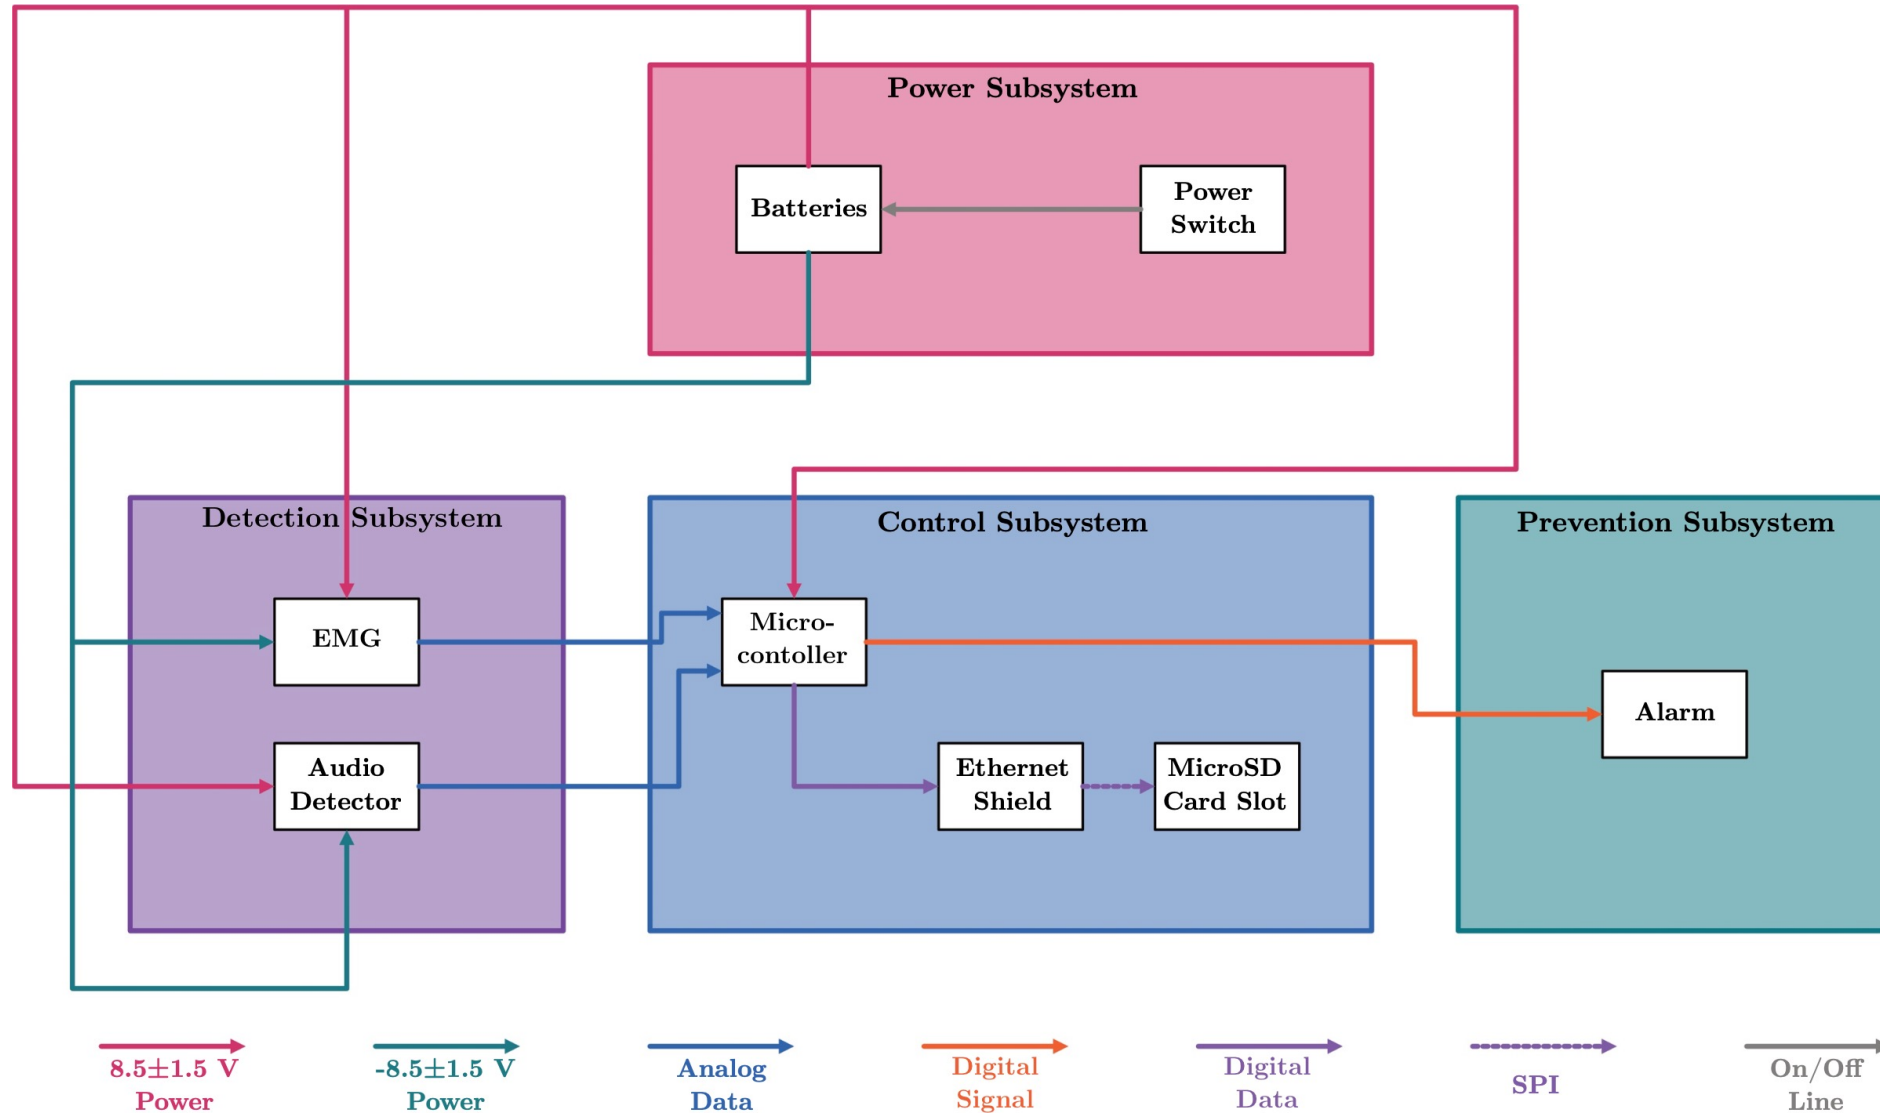 Power Subsystem
Batteries
Power
Switch
Detection Subsystem
Control Subsystem
Prevention Subsystem
EMG
Micro-
contoller
Alarm
Audio
Detector
Ethernet
Shield
MicroSD
Card Slot
8.5±1.5 V
Power
-8.5±1.5 V
Power
Analog
Data
Digital
Signal
Digital
Data
SPI
On/Off
Line